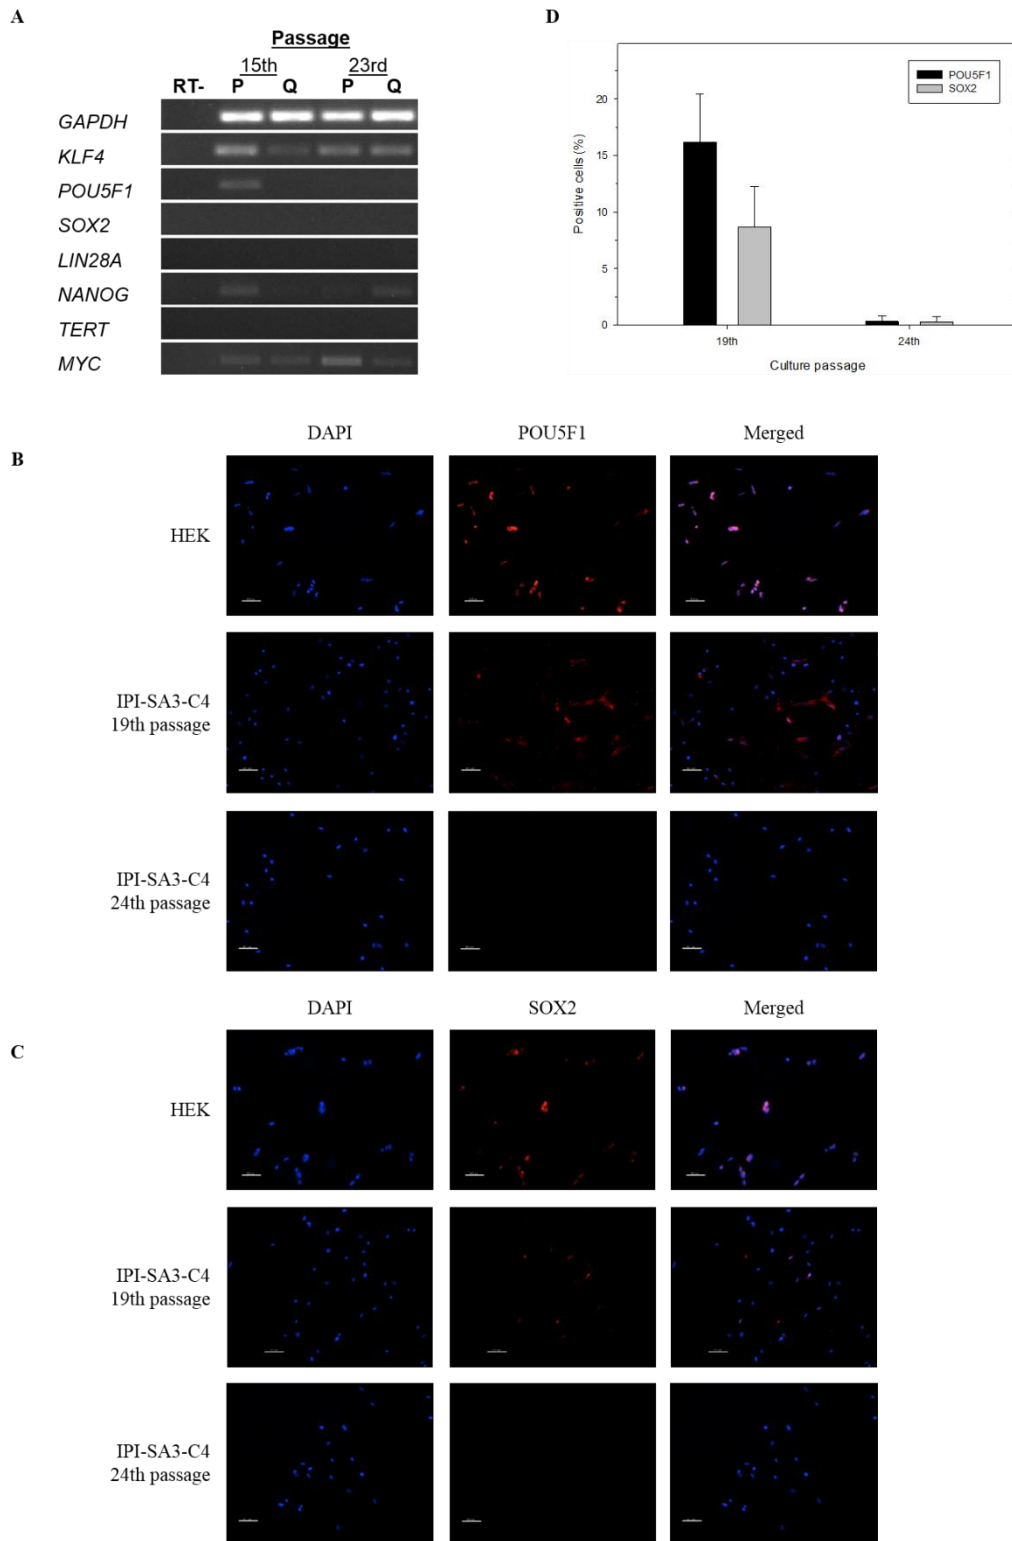 A
Passage
15th 23rd
RT- P Q P Q
GAPDH
KLF4
POU5F1
SOX2
LIN28A
NANOG
TERT
MYC
D
POU5F1
SOX2
Positive cells (%)
20
15
10
5
0
19th 24th
Culture passage
B
DAPI POU5F1 Merged
HEK
IPI-SA3-C4
19th passage
IPI-SA3-C4
24th passage
C
DAPI SOX2 Merged
HEK
IPI-SA3-C4
19th passage
IPI-SA3-C4
24th passage